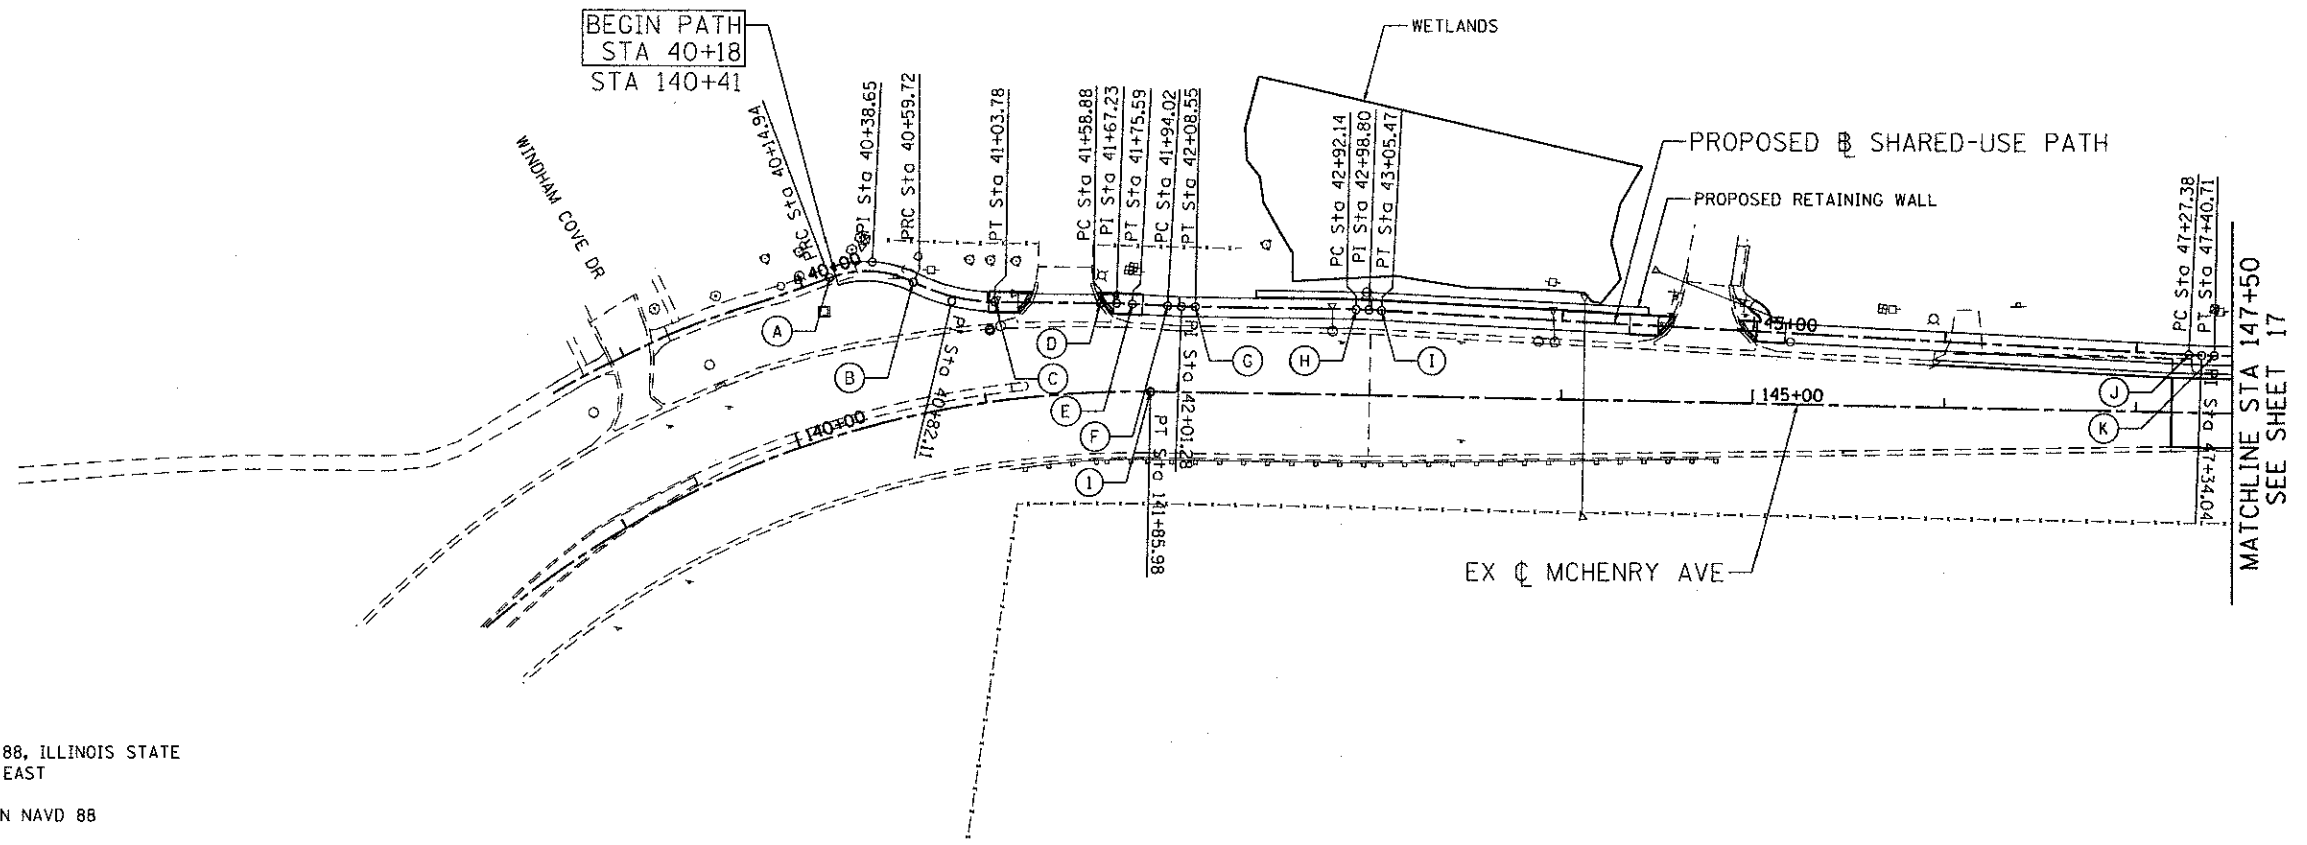 BEGIN PATH
STA 40+18
STA 140+41
WINDHAM COVE DR
PRC Sta 40+14.94
PI Sta 40+38.65
PRC Sta 40+59.72
PI Sta 40+82.11
PT Sta 41+03.78
PC Sta 41+58.88
PI Sta 41+67.23
PT Sta 41+75.59
PC Sta 41+94.02
PI Sta 42+01.28
PT Sta 42+08.55
PC Sta 42+92.14
PI Sta 42+98.80
PT Sta 43+05.47
WETLANDS
PROPOSED ℄ SHARED-USE PATH
PROPOSED RETAINING WALL
PC Sta 47+27.38
PT Sta 47+40.71
PI Sta 47+34.04
MATCHLINE STA 147+50
SEE SHEET 17
40+00
45+00
A
B
C
D
E
F
G
H
I
J
K
1
140+00
145+00
PT Sta 141+85.98
EX ℄ MCHENRY AVE
88, ILLINOIS STATE
EAST
N NAVD 88